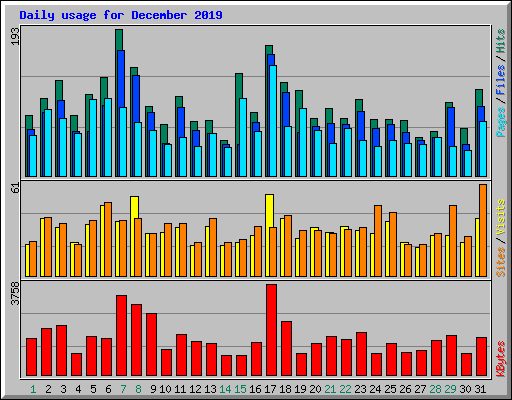 Daily usage for December 2019
193
Pages / Files / Hits
61
Sites / Visits
3758
KBytes
1 2 3 4 5 6 7 8 9 10 11 12 13 14 15 16 17 18 19 20 21 22 23 24 25 26 27 28 29 30 31